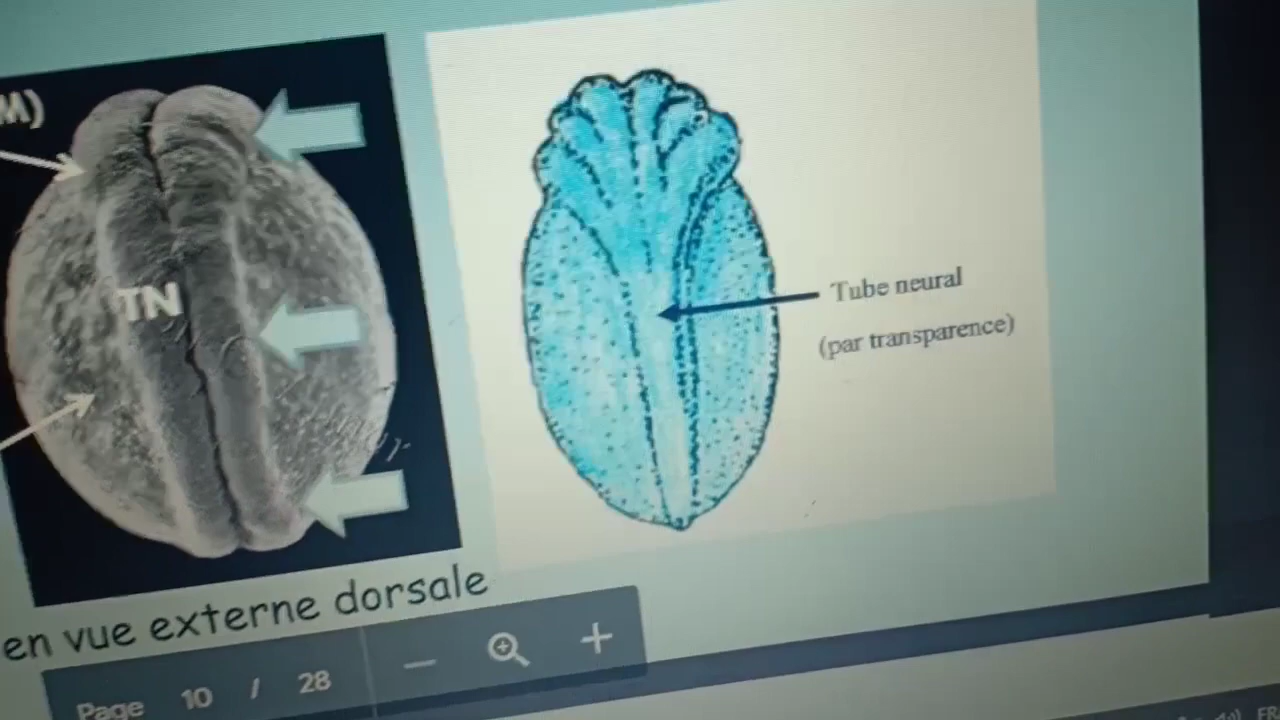 M)
TN
Tube neural
(par transparence)
en vue externe dorsale
Page 10 / 28